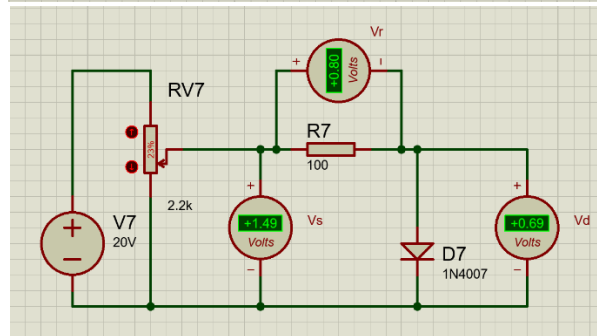 Vr
+
+0.80
Volts
−
RV7
R7
23%
100
+
+
2.2k
V7
20V
+
−
+1.49
Volts
Vs
−
D7
1N4007
+0.69
Volts
Vd
−